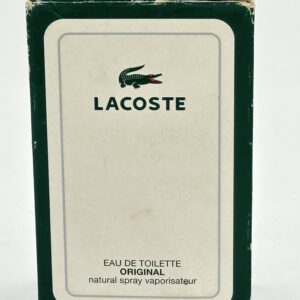 LACOSTE
EAU DE TOILETTE
ORIGINAL
natural spray vaporisateur